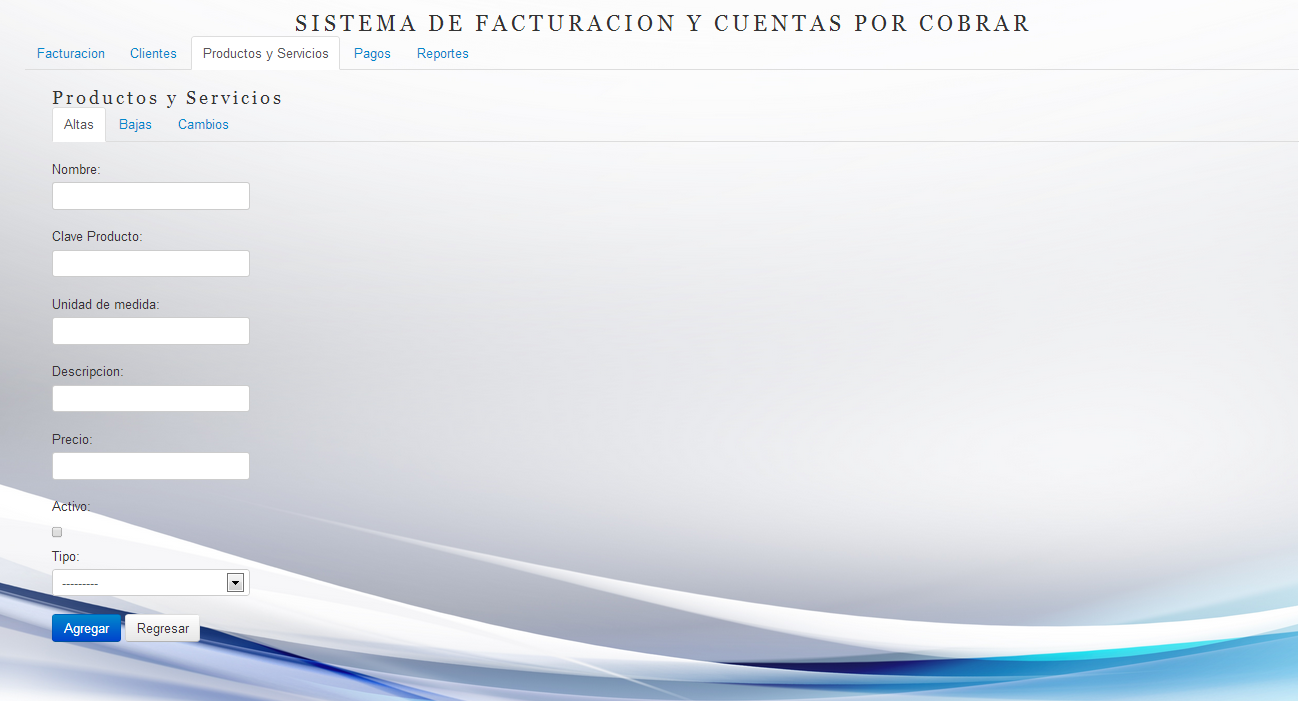 SISTEMA DE FACTURACION Y CUENTAS POR COBRAR
Facturacion Clientes Productos y Servicios Pagos Reportes
Productos y Servicios
Altas Bajas Cambios
Nombre:
Clave Producto:
Unidad de medida:
Descripcion:
Precio:
Activo:
Tipo:
---------
Agregar Regresar